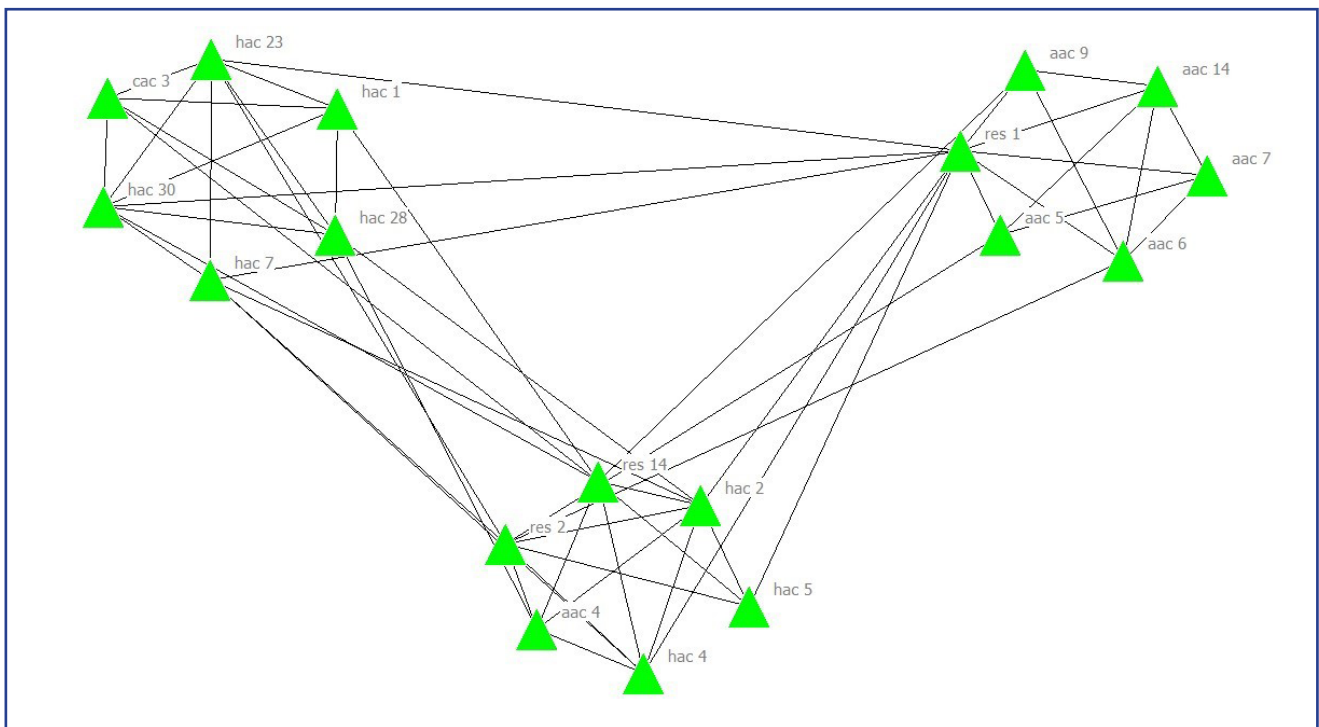 hac 23
aac 9
aac 14
cac 3
hac 1
res 1
aac 7
hac 30
hac 28
aac 5
aac 6
hac 7
res 14
hac 2
res 2
hac 5
aac 4
hac 4